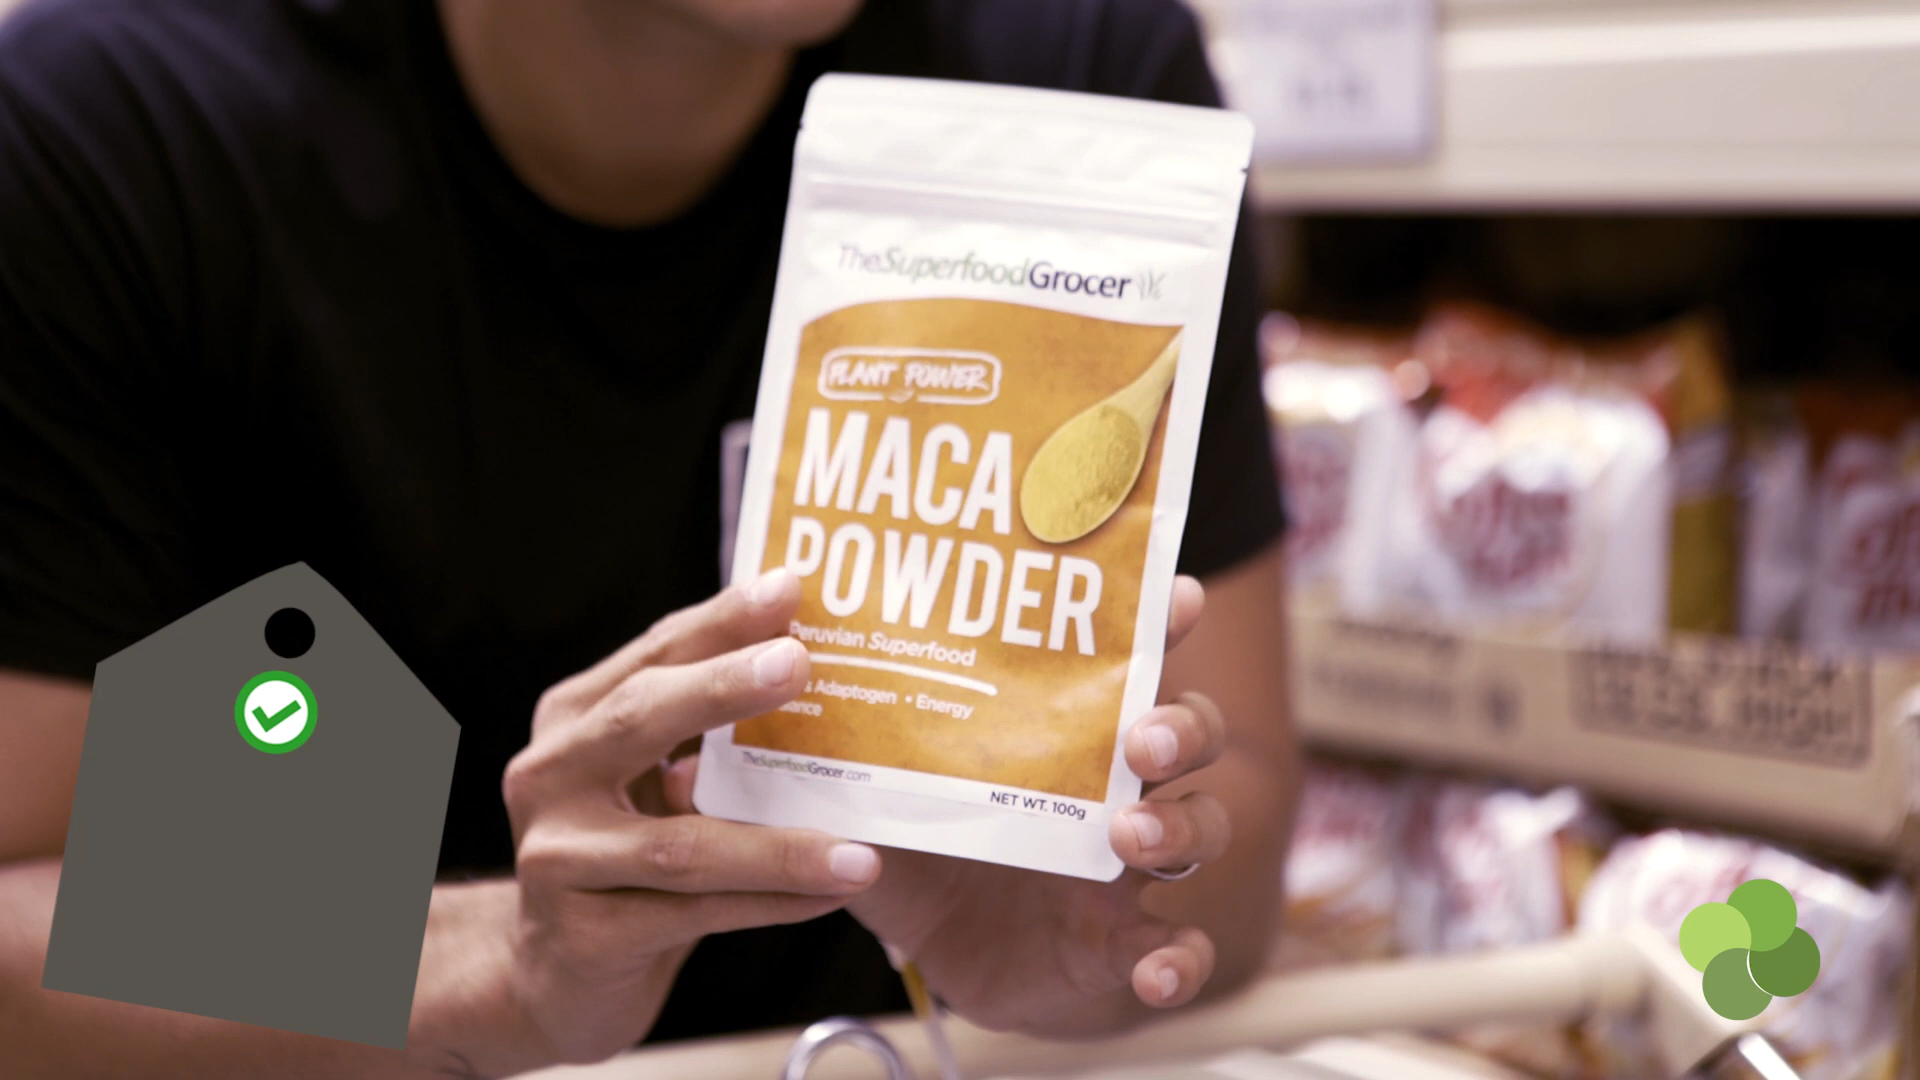 TheSuperfoodGrocer
PLANT POWER
MACA
POWDER
Peruvian Superfood
Adaptogen • Energy
TheSuperfoodGrocer.com
NET WT. 100g